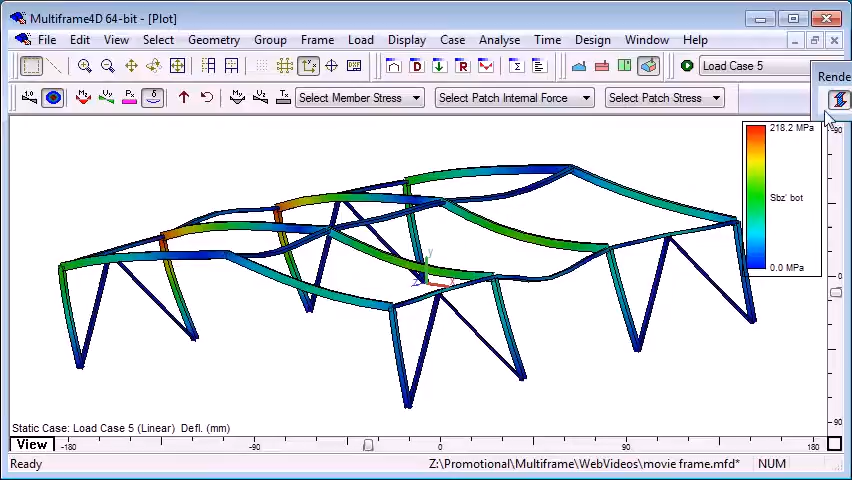 Multiframe4D 64-bit - [Plot]
File Edit View Select Geometry Group Frame Load Display Case Analyse Time Design Window Help
Load Case 5
Rende
Select Member Stress Select Patch Internal Force Select Patch Stress
218.2 MPa
Sbz' bot
0.0 MPa
y
x
z
90
0
-90
Static Case: Load Case 5 (Linear) Defl. (mm)
View -180 -90 0 90 180
Ready Z:\Promotional\Multiframe\WebVideos\movie frame.mfd* NUM